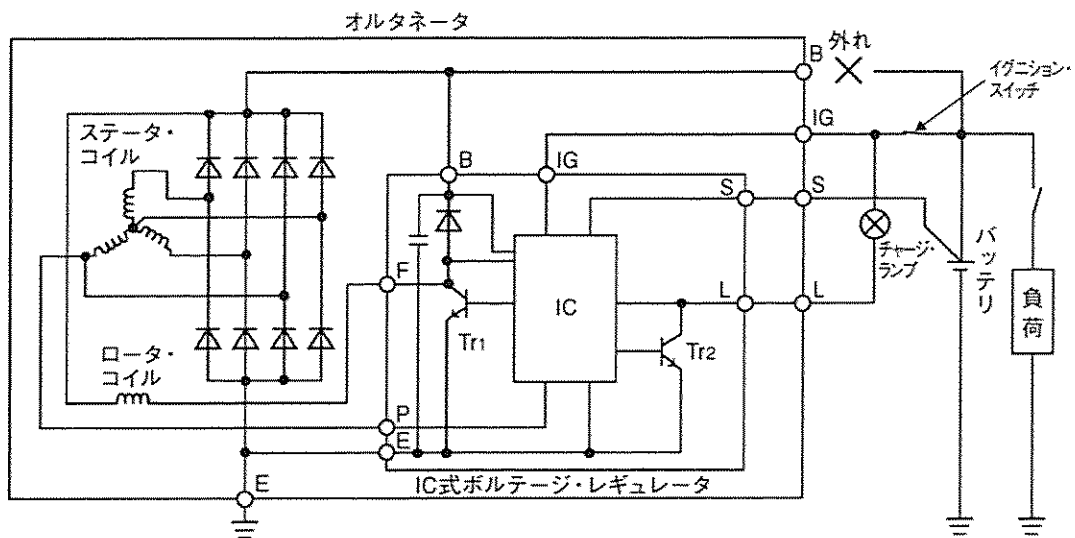 オルタネータ
B
外れ
イグニション・
スイッチ
IG
ステータ・
コイル
B
IG
S
S
チャージ・
ランプ
バッテリ
F
IC
L
L
負荷
Tr1
Tr2
ロータ・
コイル
P
E
E
IC式ボルテージ・レギュレータ